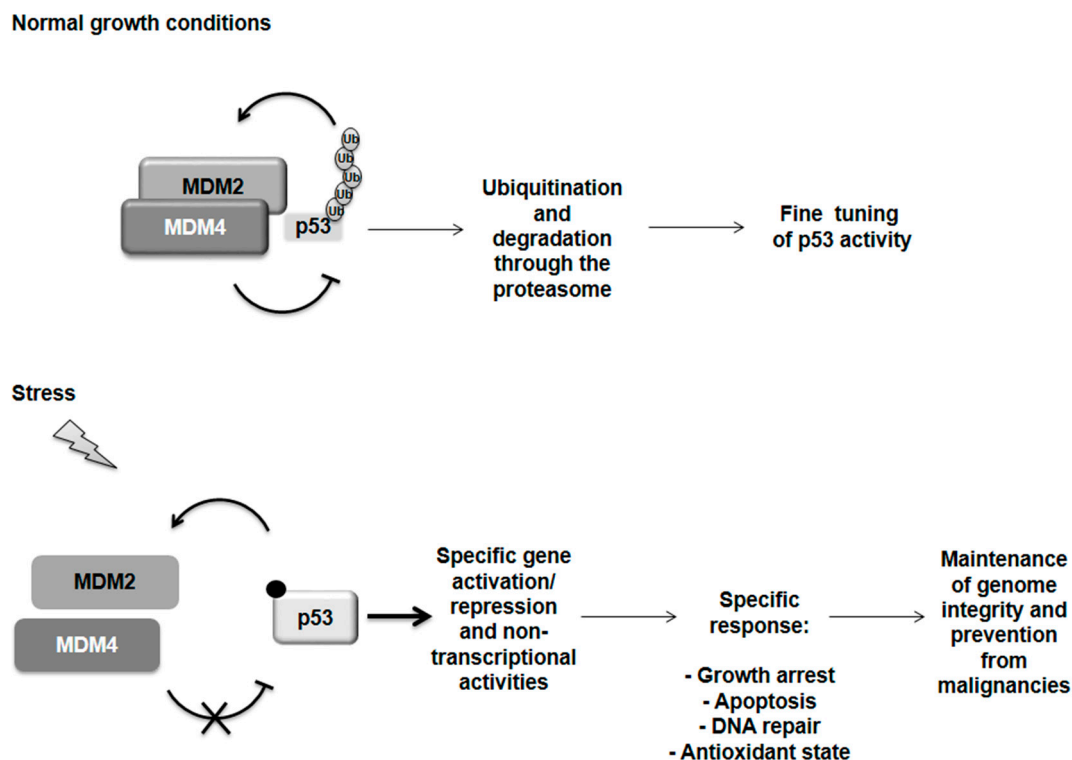 Normal growth conditions
Ub
Ub
Ub
Ub
Ub
MDM2
MDM4
p53
Ubiquitination
and
degradation
through the
proteasome
Fine tuning
of p53 activity
Stress
MDM2
MDM4
p53
Specific gene
activation/
repression
and non-
transcriptional
activities
Specific
response:
- Growth arrest
- Apoptosis
- DNA repair
- Antioxidant state
Maintenance
of genome
integrity and
prevention
from
malignancies